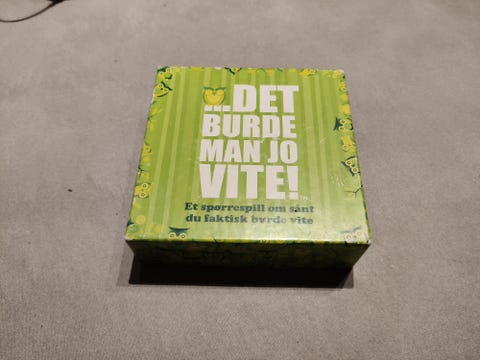 ...DET
BURDE
MAN JO
VITE!
Et spørrespill om sånt
du faktisk burde vite